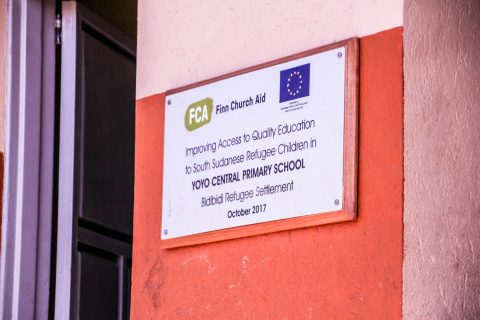 FCA Finn Church Aid
Improving Access to Quality Education
to South Sudanese Refugee Children in
YOYO CENTRAL PRIMARY SCHOOL
Bidibidi Refugee Settlement
October 2017